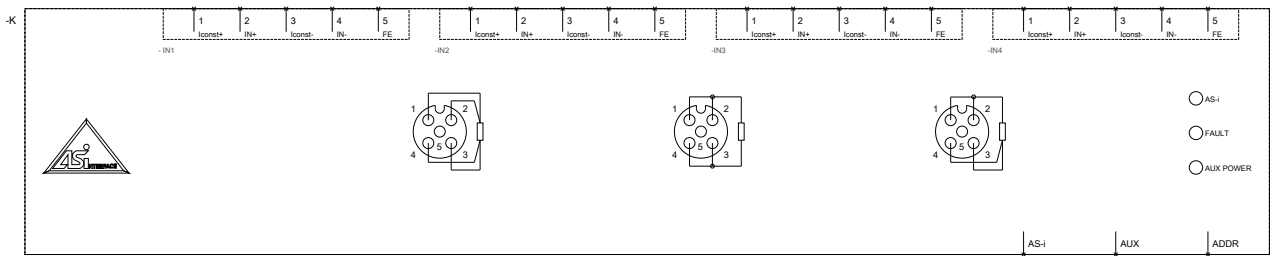 -K
1 2 3 4 5
Iconst+ IN+ Iconst- IN- FE
-IN1
1 2 3 4 5
Iconst+ IN+ Iconst- IN- FE
-IN2
1 2 3 4 5
Iconst+ IN+ Iconst- IN- FE
-IN3
1 2 3 4 5
Iconst+ IN+ Iconst- IN- FE
-IN4
1 2
5
4 3
1 2
5
4 3
1 2
5
4 3
ASi INTERFACE
AS-i
FAULT
AUX POWER
AS-i AUX ADDR